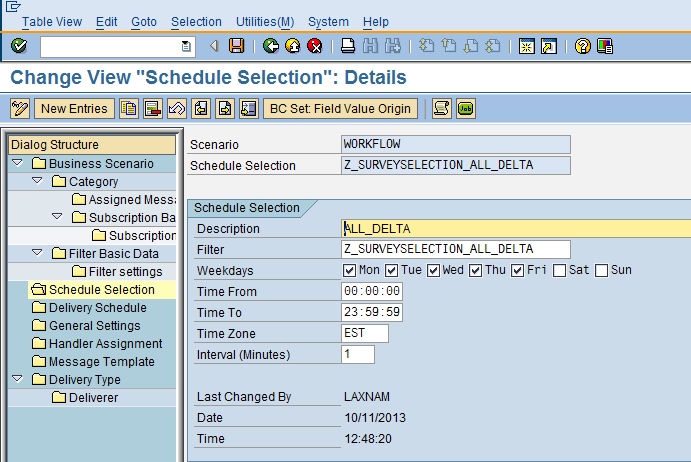 Table View Edit Goto Selection Utilities(M) System Help
Change View "Schedule Selection": Details
New Entries BC Set: Field Value Origin Job
Dialog Structure
Business Scenario
Category
Assigned Messa
Subscription Ba
Subscription
Filter Basic Data
Filter settings
Schedule Selection
Delivery Schedule
General Settings
Handler Assignment
Message Template
Delivery Type
Deliverer
Scenario WORKFLOW
Schedule Selection Z_SURVEYSELECTION_ALL_DELTA
Schedule Selection
Description ALL_DELTA
Filter Z_SURVEYSELECTION_ALL_DELTA
Weekdays Mon Tue Wed Thu Fri Sat Sun
Time From 00:00:00
Time To 23:59:59
Time Zone EST
Interval (Minutes) 1
Last Changed By LAXNAM
Date 10/11/2013
Time 12:48:20